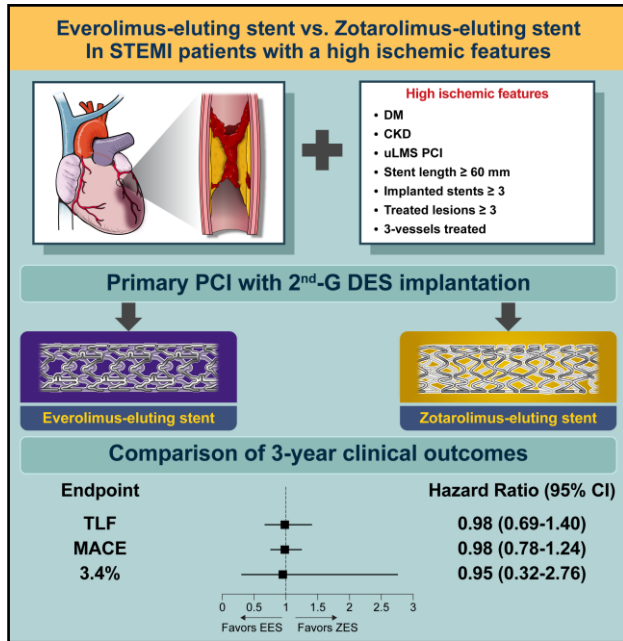 Everolimus-eluting stent vs. Zotarolimus-eluting stent
In STEMI patients with a high ischemic features
High ischemic features
• DM
• CKD
• uLMS PCI
• Stent length ≥ 60 mm
• Implanted stents ≥ 3
• Treated lesions ≥ 3
• 3-vessels treated
Primary PCI with 2nd-G DES implantation
Everolimus-eluting stent
Zotarolimus-eluting stent
Comparison of 3-year clinical outcomes
Endpoint Hazard Ratio (95% CI)
TLF 0.98 (0.69-1.40)
MACE 0.98 (0.78-1.24)
3.4% 0.95 (0.32-2.76)
0 0.5 1 1.5 2 2.5 3
Favors EES Favors ZES